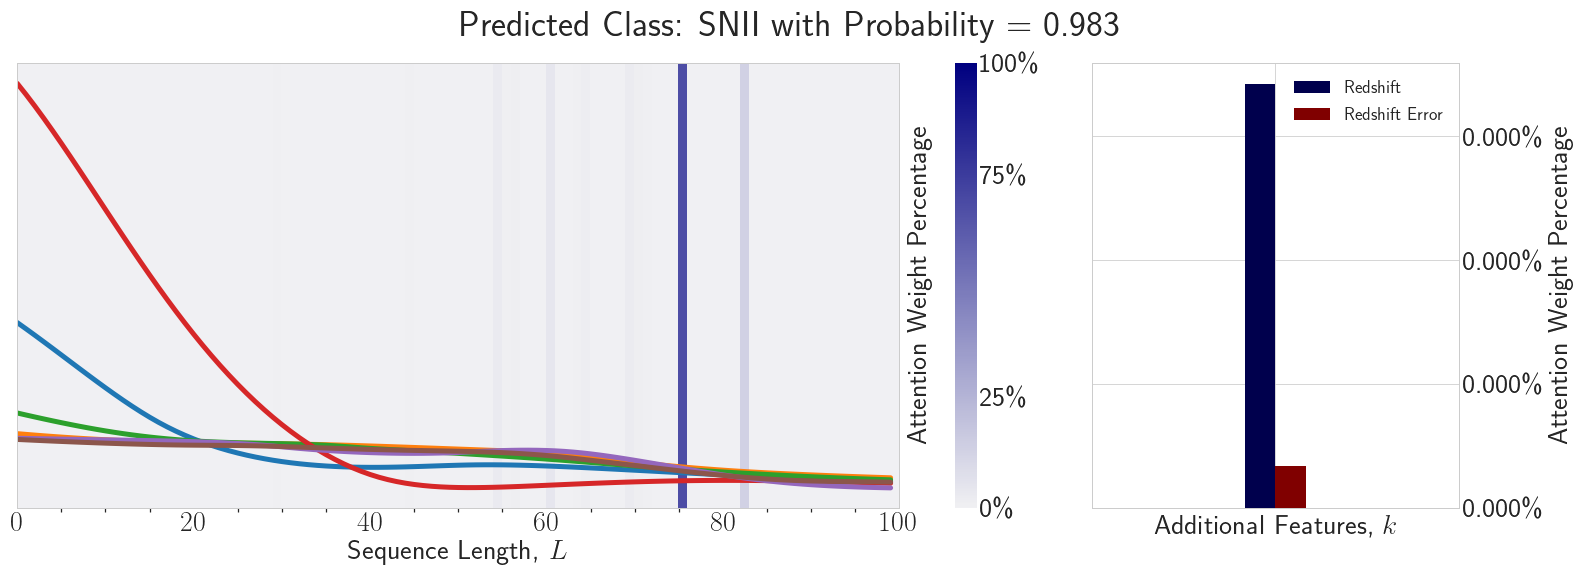 Predicted Class: SNII with Probability = 0.983
0 20 40 60 80 100
Sequence Length, L
100%
75%
25%
0%
Attention Weight Percentage
Redshift
Redshift Error
0.000%
0.000%
0.000%
0.000%
Attention Weight Percentage
Additional Features, k